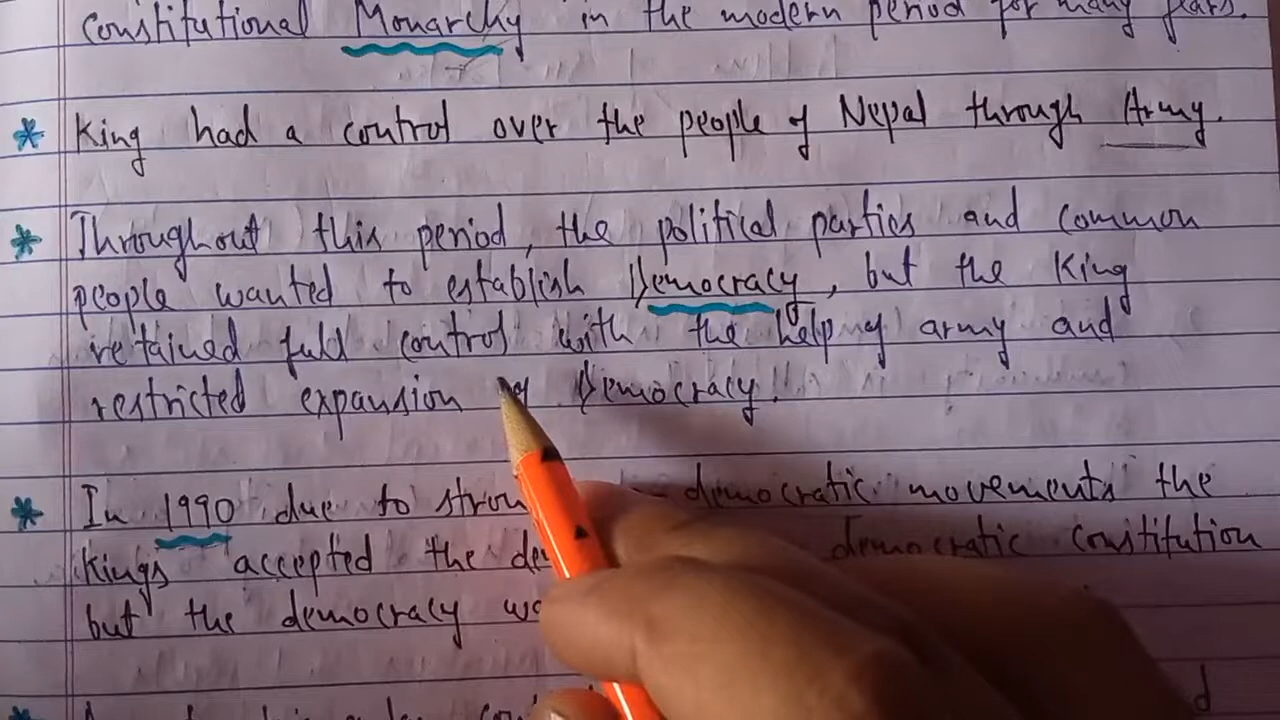 Constitutional Monarchy in the modern period for many years.
King had a control over the people of Nepal through Army.
Throughout this period, the political parties and common
people wanted to establish Democracy, but the King
retained full control with the help of army and
restricted expansion of Democracy.
In 1990 due to democratic movements the
Kings accepted the democratic constitution
but the democracy